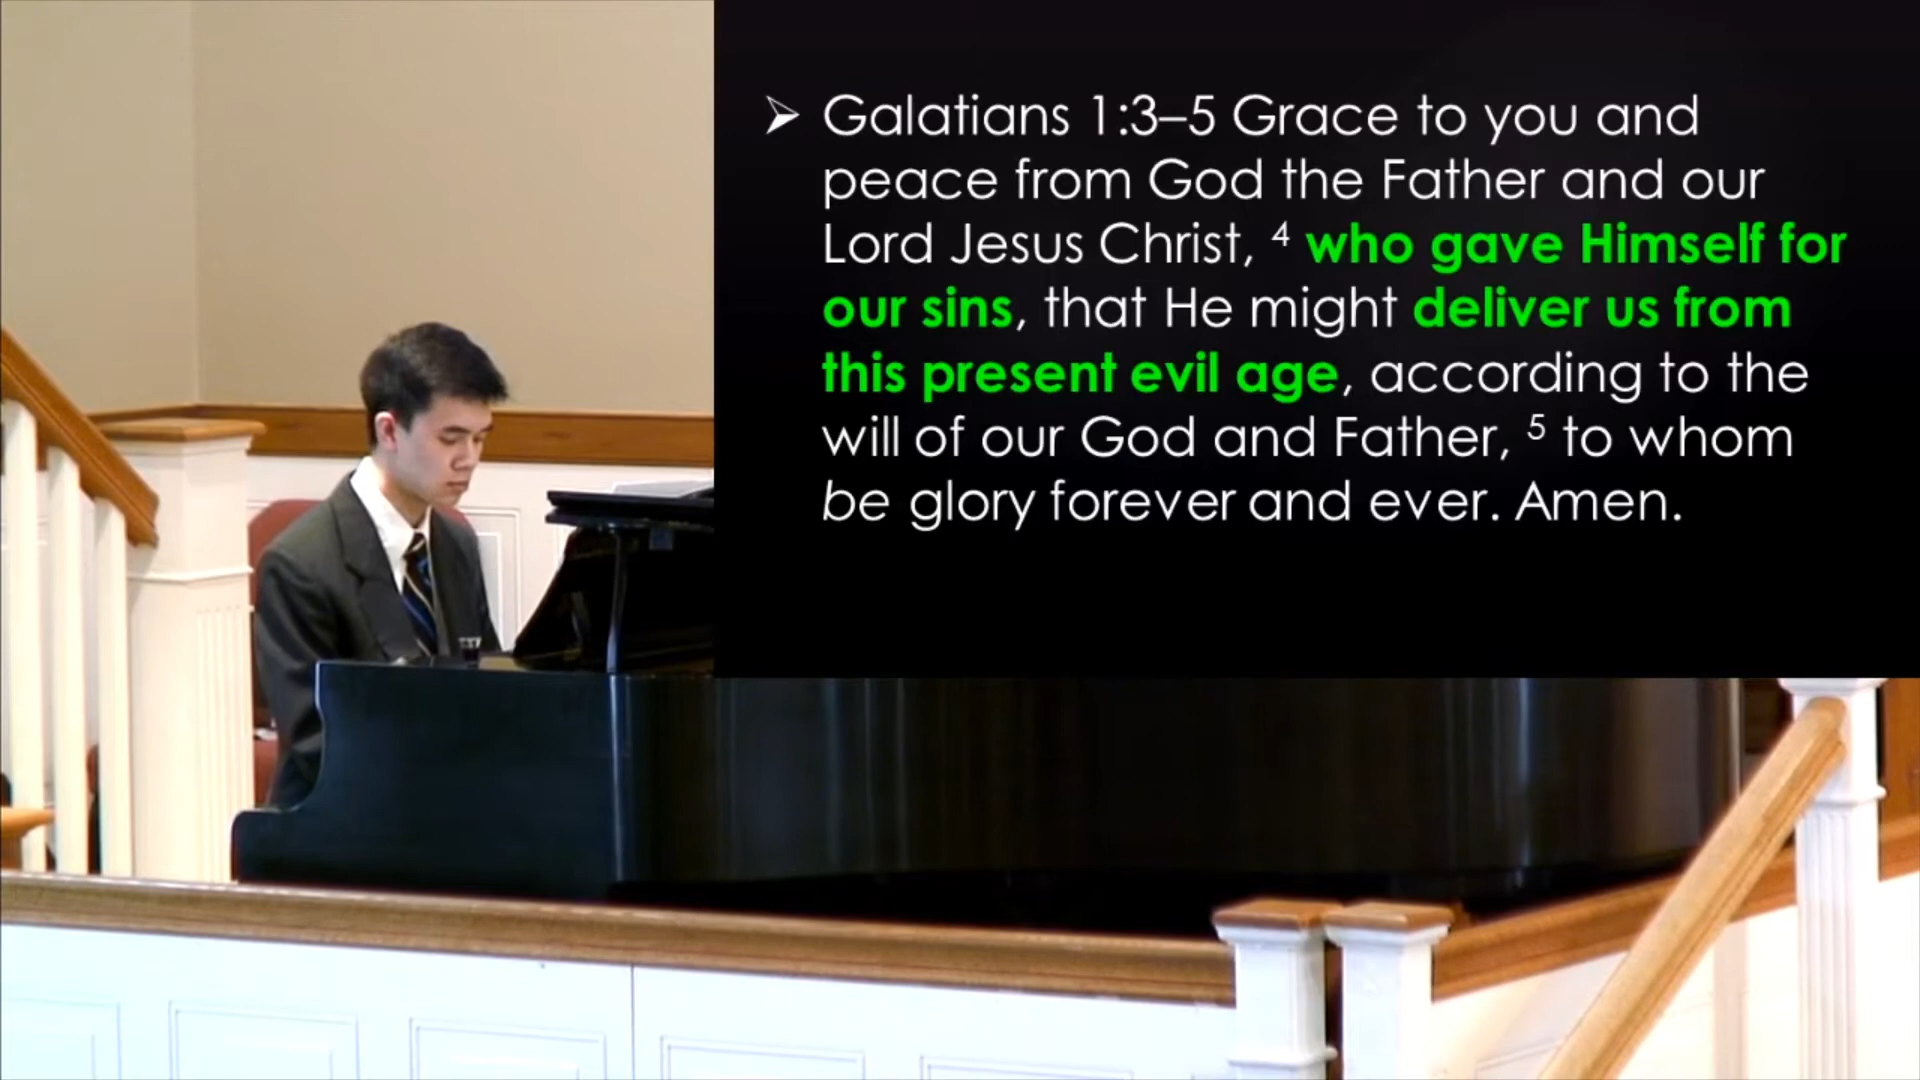 ➢ Galatians 1:3–5 Grace to you and
peace from God the Father and our
Lord Jesus Christ, ⁴ who gave Himself for
our sins, that He might deliver us from
this present evil age, according to the
will of our God and Father, ⁵ to whom
be glory forever and ever. Amen.